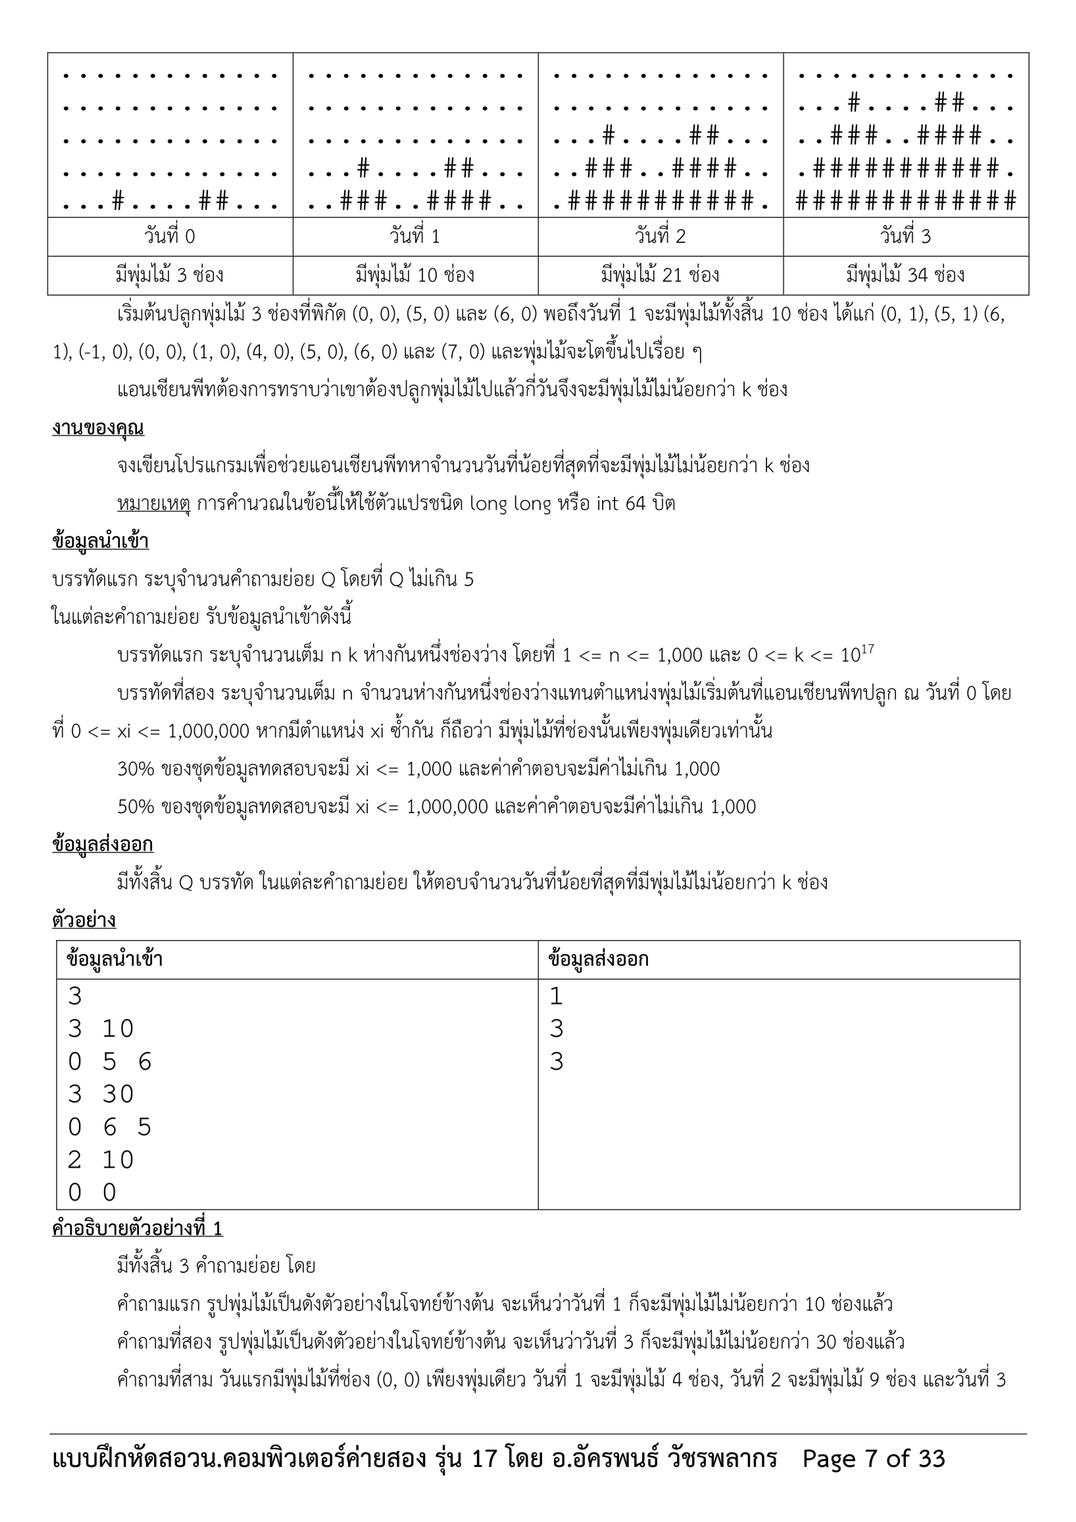 ............. ............. ............. .............
............. ............. ............. ...#....##...
............. ............. ...#....##... ..###..####..
............. ...#....##... ..###..####.. .###########.
...#....##... ..###..####.. .###########. #############
วันที่ 0 วันที่ 1 วันที่ 2 วันที่ 3
มีพุ่มไม้ 3 ช่อง มีพุ่มไม้ 10 ช่อง มีพุ่มไม้ 21 ช่อง มีพุ่มไม้ 34 ช่อง
เริ่มต้นปลูกพุ่มไม้ 3 ช่องที่พิกัด (0, 0), (5, 0) และ (6, 0) พอถึงวันที่ 1 จะมีพุ่มไม้ทั้งสิ้น 10 ช่อง ได้แก่ (0, 1), (5, 1) (6,
1), (-1, 0), (0, 0), (1, 0), (4, 0), (5, 0), (6, 0) และ (7, 0) และพุ่มไม้จะโตขึ้นไปเรื่อย ๆ
แอนเชียนพีทต้องการทราบว่าเขาต้องปลูกพุ่มไม้ไปแล้วกี่วันจึงจะมีพุ่มไม้ไม่น้อยกว่า k ช่อง
งานของคุณ
จงเขียนโปรแกรมเพื่อช่วยแอนเชียนพีทหาจำนวนวันที่น้อยที่สุดที่จะมีพุ่มไม้ไม่น้อยกว่า k ช่อง
หมายเหตุ การคำนวณในข้อนี้ให้ใช้ตัวแปรชนิด long long หรือ int 64 บิต
ข้อมูลนำเข้า
บรรทัดแรก ระบุจำนวนคำถามย่อย Q โดยที่ Q ไม่เกิน 5
ในแต่ละคำถามย่อย รับข้อมูลนำเข้าดังนี้
บรรทัดแรก ระบุจำนวนเต็ม n k ห่างกันหนึ่งช่องว่าง โดยที่ 1 <= n <= 1,000 และ 0 <= k <= 10¹⁷
บรรทัดที่สอง ระบุจำนวนเต็ม n จำนวนห่างกันหนึ่งช่องว่างแทนตำแหน่งพุ่มไม้เริ่มต้นที่แอนเชียนพีทปลูก ณ วันที่ 0 โดย
ที่ 0 <= xi <= 1,000,000 หากมีตำแหน่ง xi ซ้ำกัน ก็ถือว่า มีพุ่มไม้ที่ช่องนั้นเพียงพุ่มเดียวเท่านั้น
30% ของชุดข้อมูลทดสอบจะมี xi <= 1,000 และค่าคำตอบจะมีค่าไม่เกิน 1,000
50% ของชุดข้อมูลทดสอบจะมี xi <= 1,000,000 และค่าคำตอบจะมีค่าไม่เกิน 1,000
ข้อมูลส่งออก
มีทั้งสิ้น Q บรรทัด ในแต่ละคำถามย่อย ให้ตอบจำนวนวันที่น้อยที่สุดที่มีพุ่มไม้ไม่น้อยกว่า k ช่อง
ตัวอย่าง
ข้อมูลนำเข้า ข้อมูลส่งออก
3 1
3 10 3
0 5 6 3
3 30
0 6 5
2 10
0 0
คำอธิบายตัวอย่างที่ 1
มีทั้งสิ้น 3 คำถามย่อย โดย
คำถามแรก รูปพุ่มไม้เป็นดังตัวอย่างในโจทย์ข้างต้น จะเห็นว่าวันที่ 1 ก็จะมีพุ่มไม้ไม่น้อยกว่า 10 ช่องแล้ว
คำถามที่สอง รูปพุ่มไม้เป็นดังตัวอย่างในโจทย์ข้างต้น จะเห็นว่าวันที่ 3 ก็จะมีพุ่มไม้ไม่น้อยกว่า 30 ช่องแล้ว
คำถามที่สาม วันแรกมีพุ่มไม้ที่ช่อง (0, 0) เพียงพุ่มเดียว วันที่ 1 จะมีพุ่มไม้ 4 ช่อง, วันที่ 2 จะมีพุ่มไม้ 9 ช่อง และวันที่ 3
แบบฝึกหัดสอวน.คอมพิวเตอร์ค่ายสอง รุ่น 17 โดย อ.อัครพนธ์ วัชรพลากร Page 7 of 33